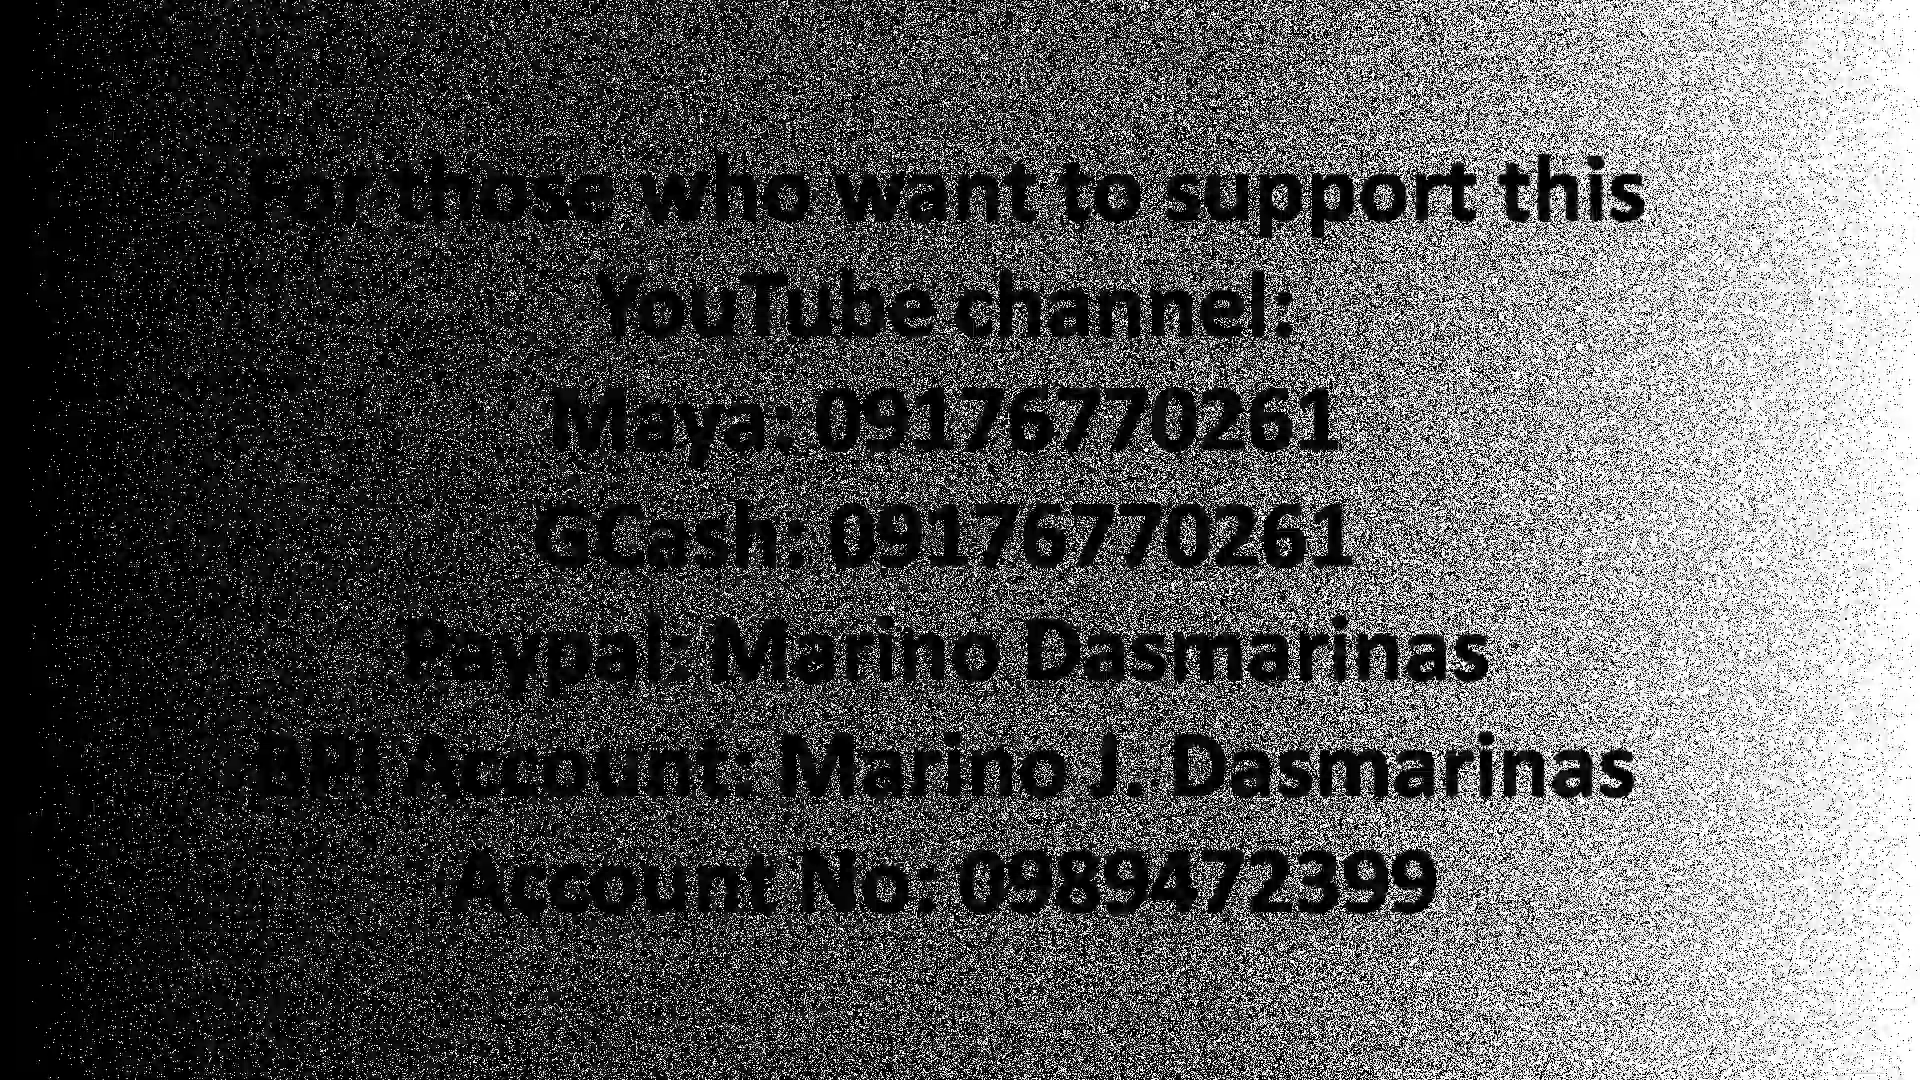 For those who want to support this
YouTube channel:
Maya: 09176770261
GCash: 09176770261
Paypal: Marino Dasmarinas
BPI Account: Marino J. Dasmarinas
Account No: 0989472399